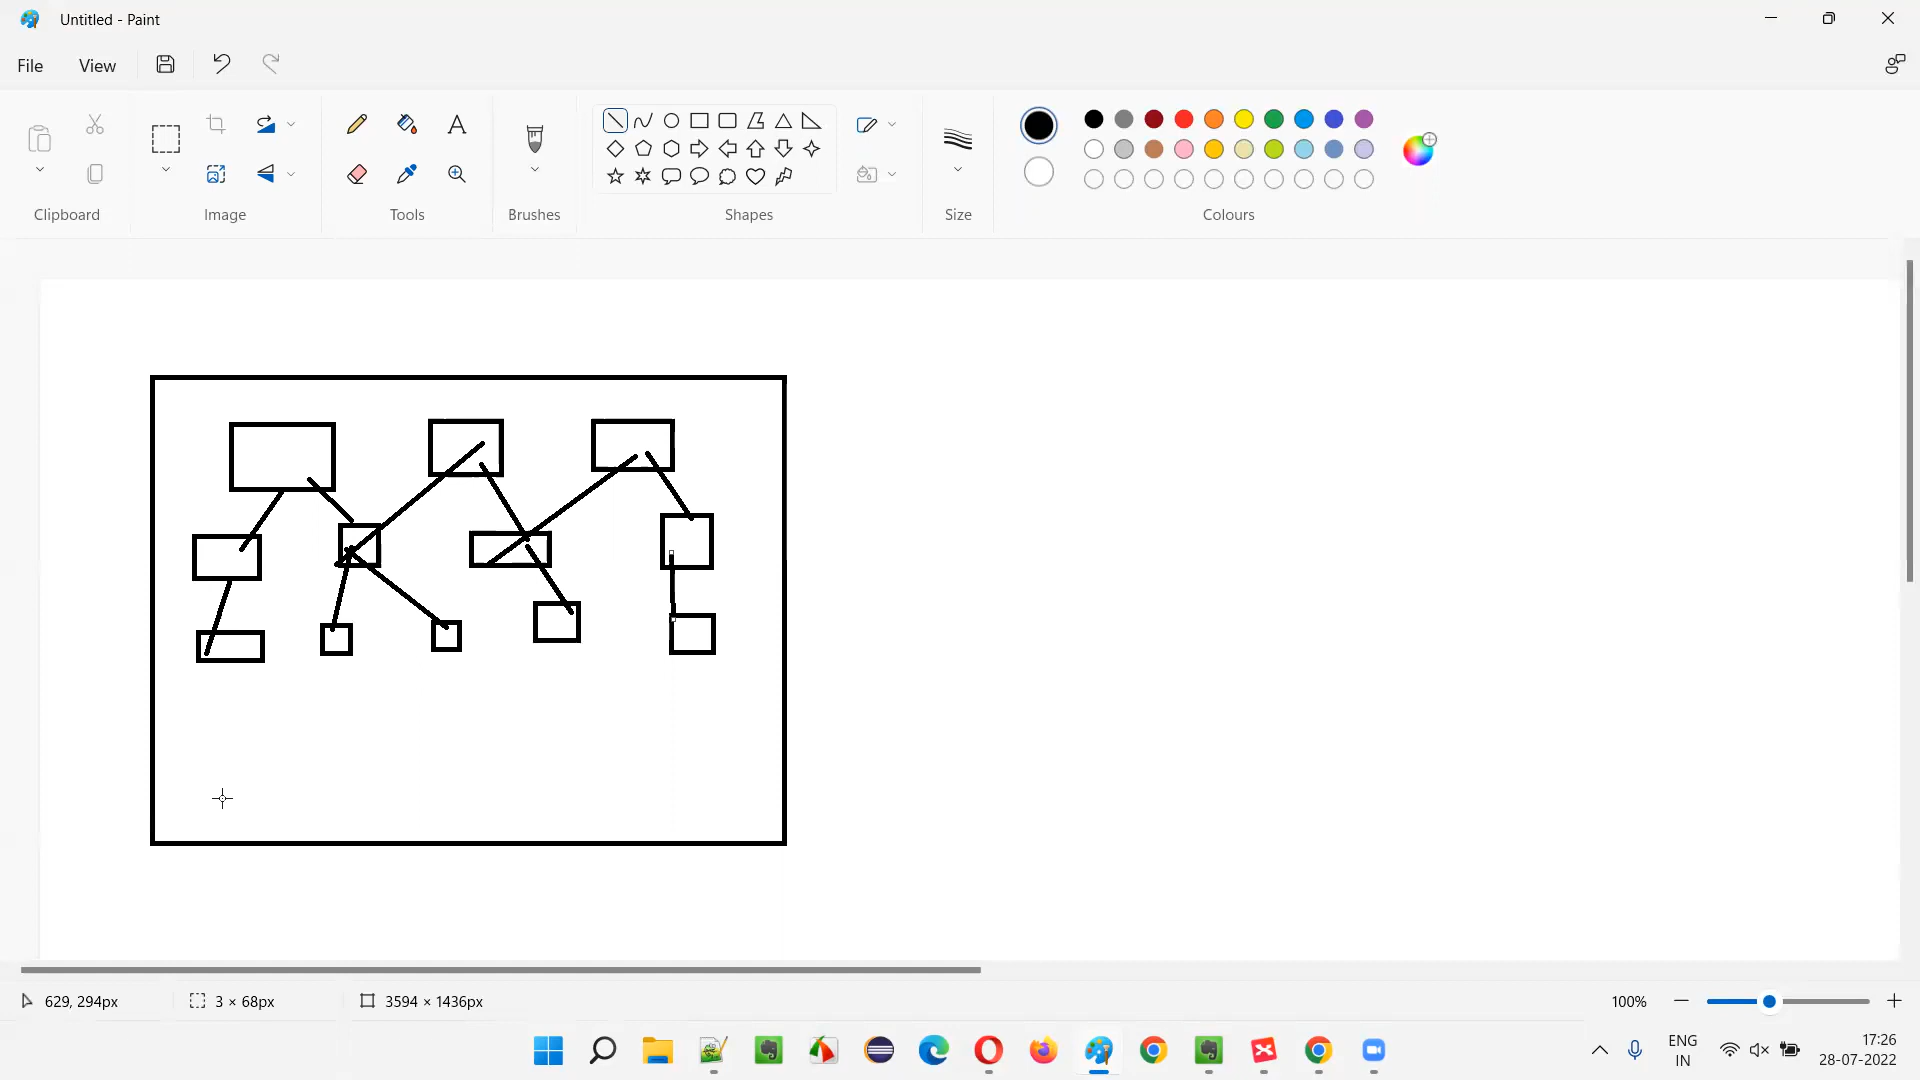 Untitled - Paint
File
View
Clipboard
Image
Tools
Brushes
Shapes
Size
Colours
629, 294px
3 × 68px
3594 × 1436px
100%
ENG
IN
17:26
28-07-2022